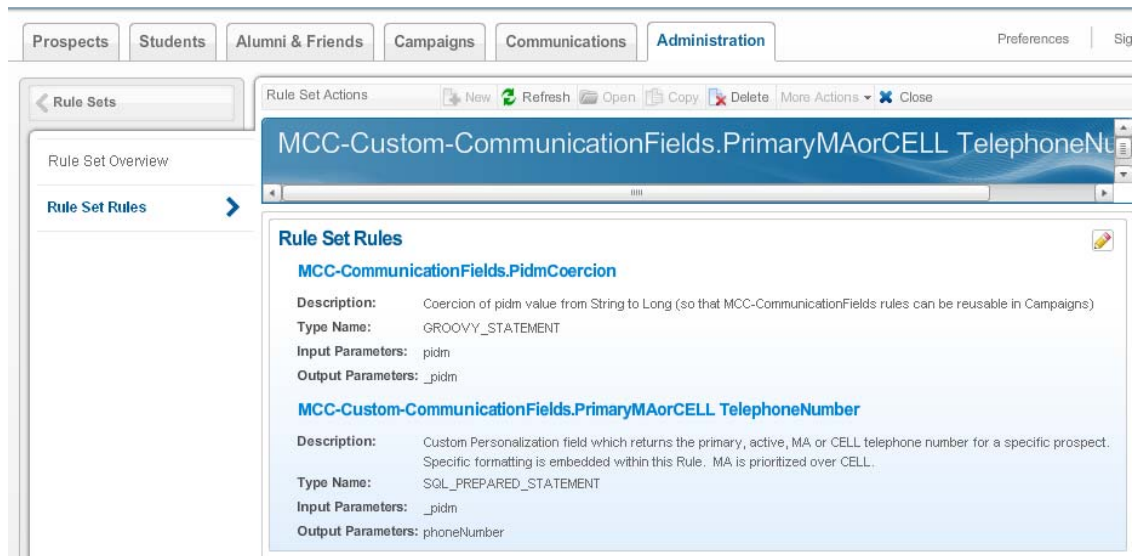 Prospects Students Alumni & Friends Campaigns Communications Administration Preferences
Rule Sets
Rule Set Actions New Refresh Open Copy Delete More Actions Close
MCC-Custom-CommunicationFields.PrimaryMAorCELL
Rule Set Overview
Rule Set Rules
Rule Set Rules
MCC-CommunicationFields.PidmCoercion
Description: Coercion of pidm value from String to Long (so that MCC-CommunicationFields rules can be reusable in Campaigns)
Type Name: GROOVY_STATEMENT
Input Parameters: pidm
Output Parameters: _pidm
MCC-Custom-CommunicationFields.PrimaryMAorCELL TelephoneNumber
Description: Custom Personalization field which returns the primary, active, MA or CELL telephone number for a specific prospect.
Specific formatting is embedded within this Rule. MA is prioritized over CELL.
Type Name: SQL_PREPARED_STATEMENT
Input Parameters: _pidm
Output Parameters: phoneNumber